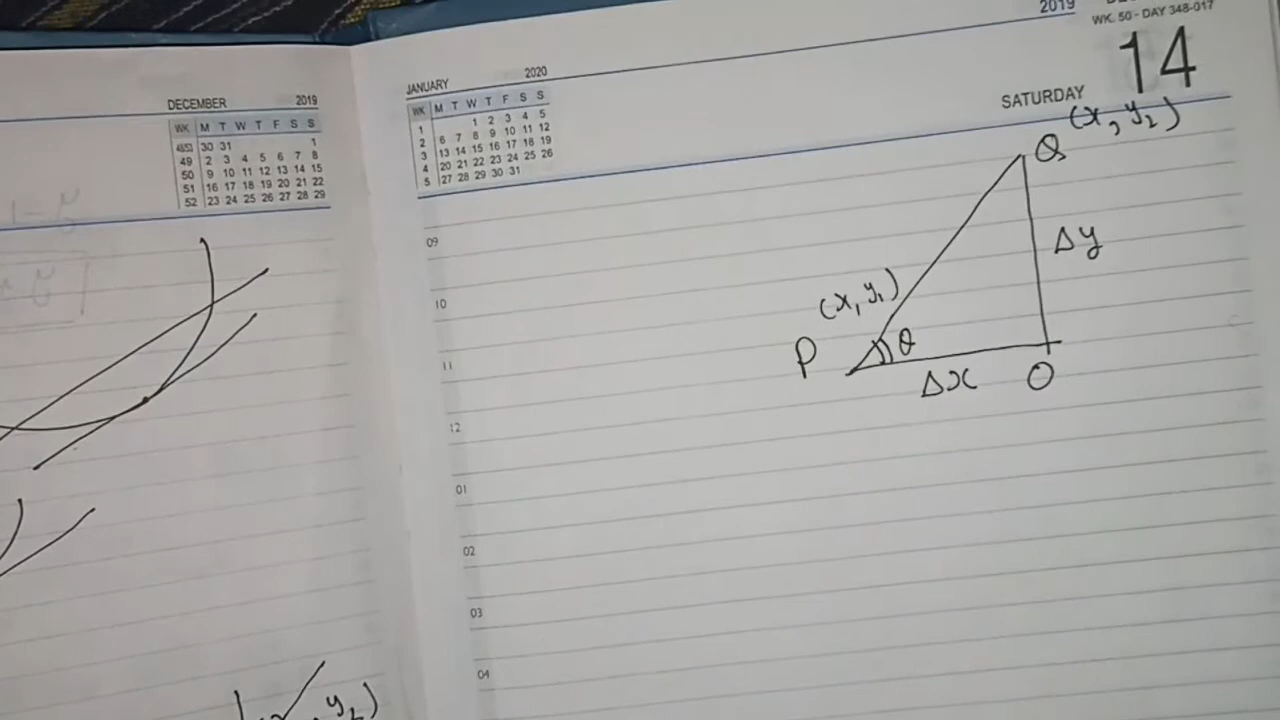 DECEMBER 2019
WK M T W T F S S
48/53 30 31 1
49 2 3 4 5 6 7 8
50 9 10 11 12 13 14 15
51 16 17 18 19 20 21 22
52 23 24 25 26 27 28 29
, y₂)
JANUARY 2020
WK M T W T F S S
1 1 2 3 4 5
2 6 7 8 9 10 11 12
3 13 14 15 16 17 18 19
4 20 21 22 23 24 25 26
5 27 28 29 30 31
2019
WK. 50 - DAY 348-017
14
SATURDAY
(x, y₂)
Q
09
Δy
10
(x, y₁)
11
P
θ
Δx
O
12
01
02
03
04